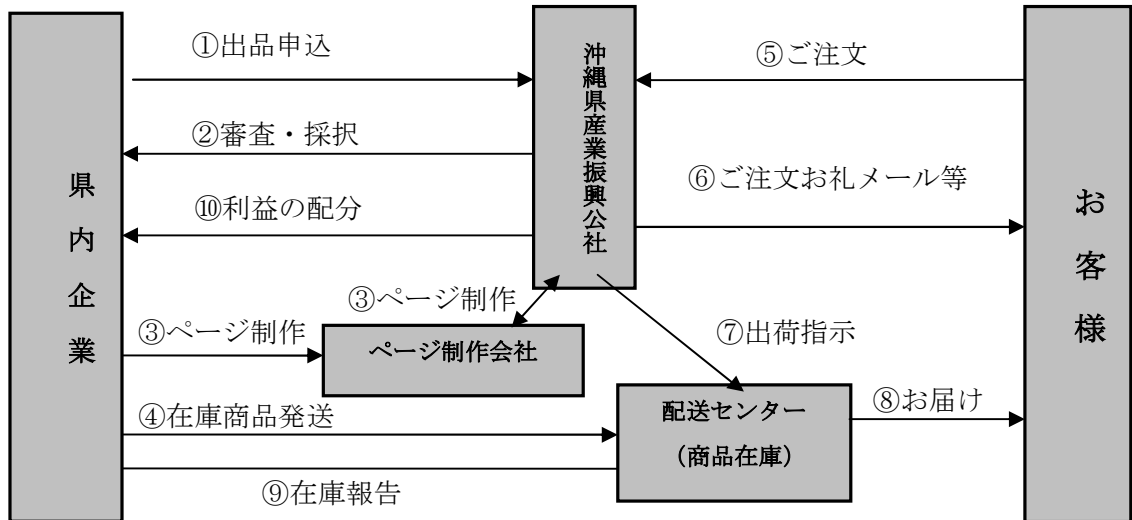 ①出品申込
②審査・採択
⑩利益の配分
県内企業
沖縄県産業振興公社
⑤ご注文
⑥ご注文お礼メール等
お客様
③ページ制作
③ページ制作
ページ制作会社
⑦出荷指示
④在庫商品発送
配送センター
（商品在庫）
⑧お届け
⑨在庫報告